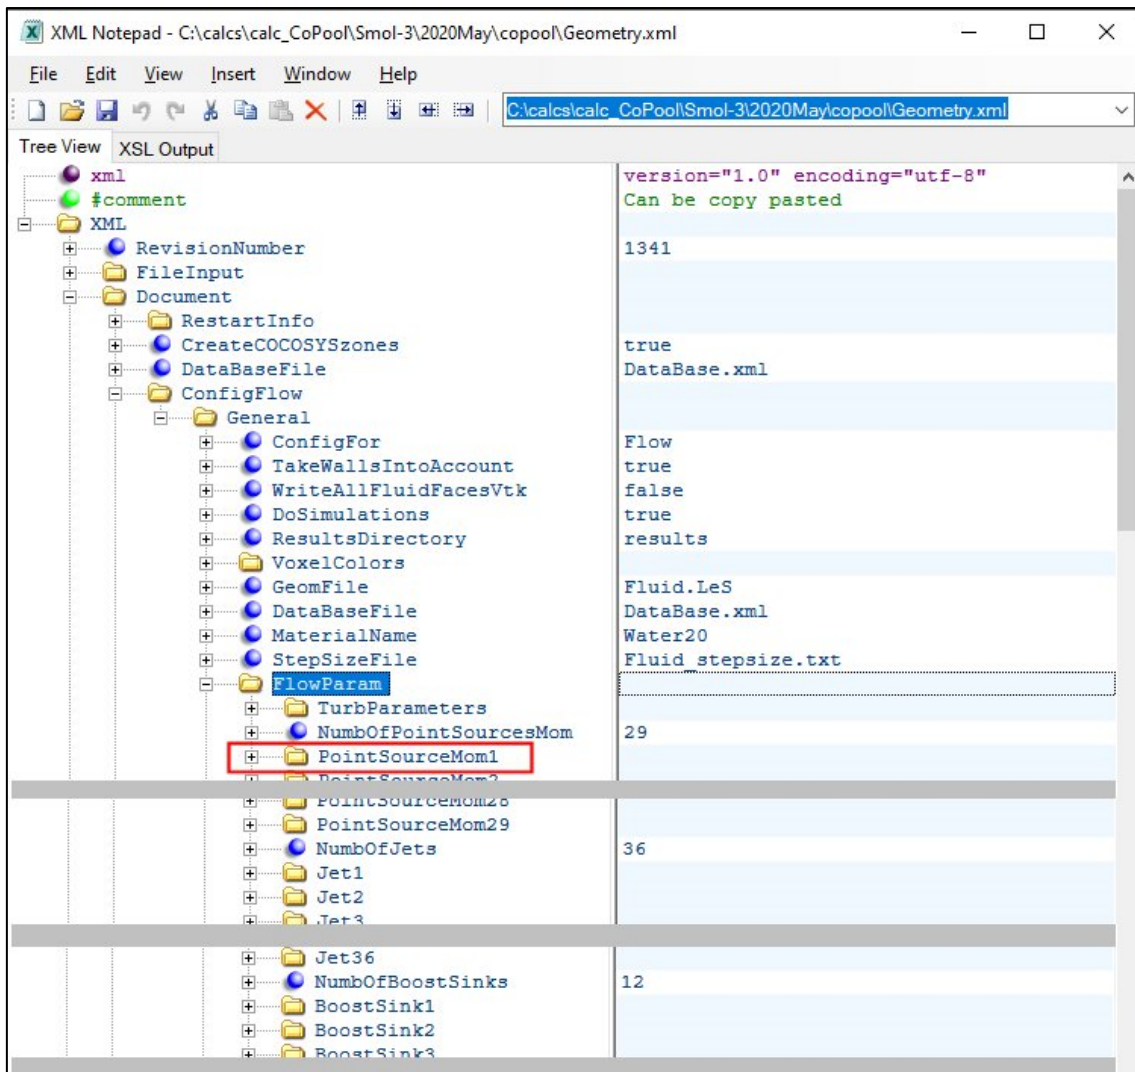 XML Notepad - C:\calcs\calc_CoPool\Smol-3\2020May\copool\Geometry.xml
File Edit View Insert Window Help
C:\calcs\calc_CoPool\Smol-3\2020May\copool\Geometry.xml
Tree View XSL Output
xml version="1.0" encoding="utf-8"
#comment Can be copy pasted
XML
RevisionNumber 1341
FileInput
Document
RestartInfo
CreateCOCOSYSzones true
DataBaseFile DataBase.xml
ConfigFlow
General
ConfigFor Flow
TakeWallsIntoAccount true
WriteAllFluidFacesVtk false
DoSimulations true
ResultsDirectory results
VoxelColors
GeomFile Fluid.LeS
DataBaseFile DataBase.xml
MaterialName Water20
StepSizeFile Fluid_stepsize.txt
FlowParam
TurbParameters
NumbOfPointSourcesMom 29
PointSourceMom1
PointSourceMom2
PointSourceMom28
PointSourceMom29
NumbOfJets 36
Jet1
Jet2
Jet3
Jet36
NumbOfBoostSinks 12
BoostSink1
BoostSink2
BoostSink3